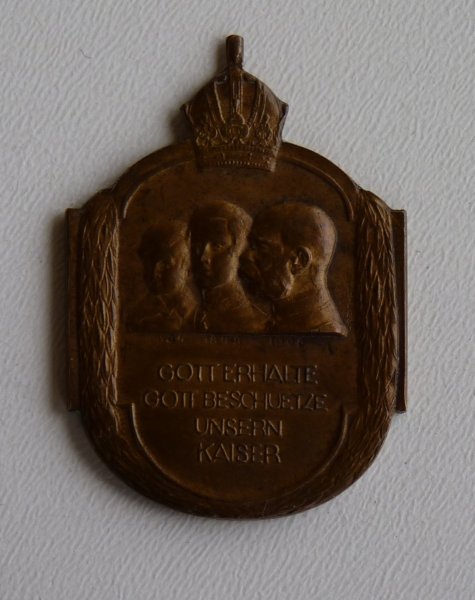 GOTT ERHALTE
GOTT BESCHUETZE
UNSERN
KAISER